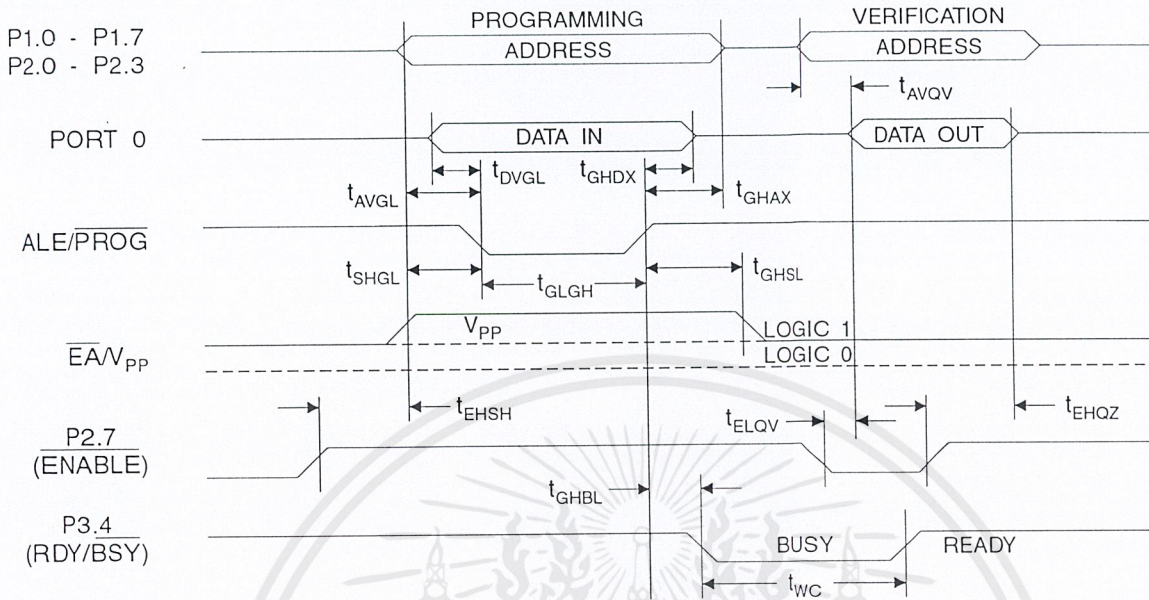 PROGRAMMING
VERIFICATION
P1.0 - P1.7
P2.0 - P2.3
ADDRESS
ADDRESS
tAVQV
PORT 0
DATA IN
DATA OUT
tDVGL
tGHDX
tAVGL
tGHAX
ALE/PROG
tSHGL
tGLGH
tGHSL
VPP
LOGIC 1
LOGIC 0
EA/VPP
tEHSH
tELQV
tEHQZ
P2.7
(ENABLE)
tGHBL
P3.4
(RDY/BSY)
BUSY
READY
tWC